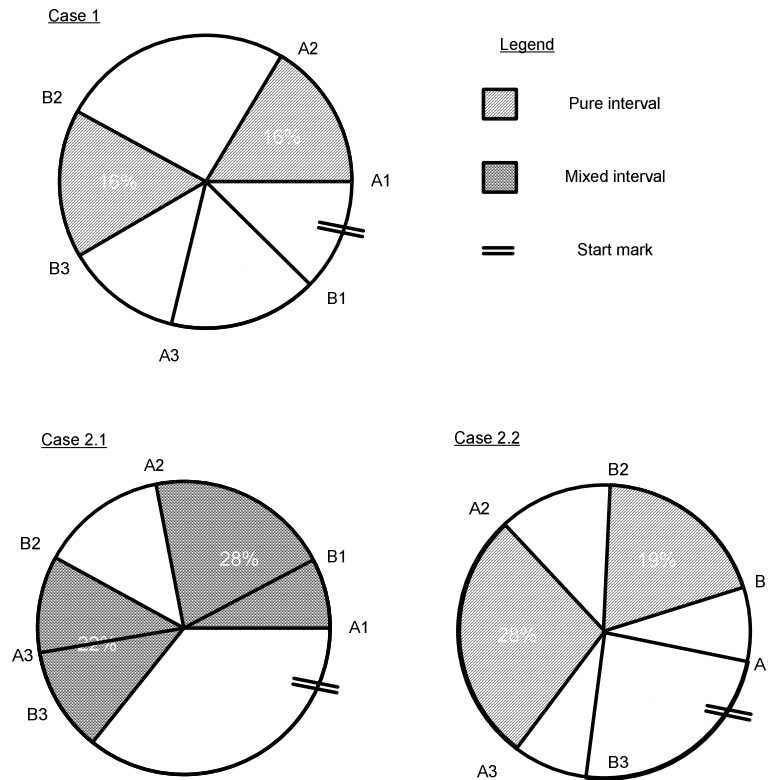 Case 1
Legend
A2
Pure interval
B2
16%
16%
Mixed interval
A1
Start mark
B3
B1
A3
Case 2.1
Case 2.2
A2
B2
A2
B2
28%
B1
19%
B
A1
28%
22%
A3
A
B3
B3
A3